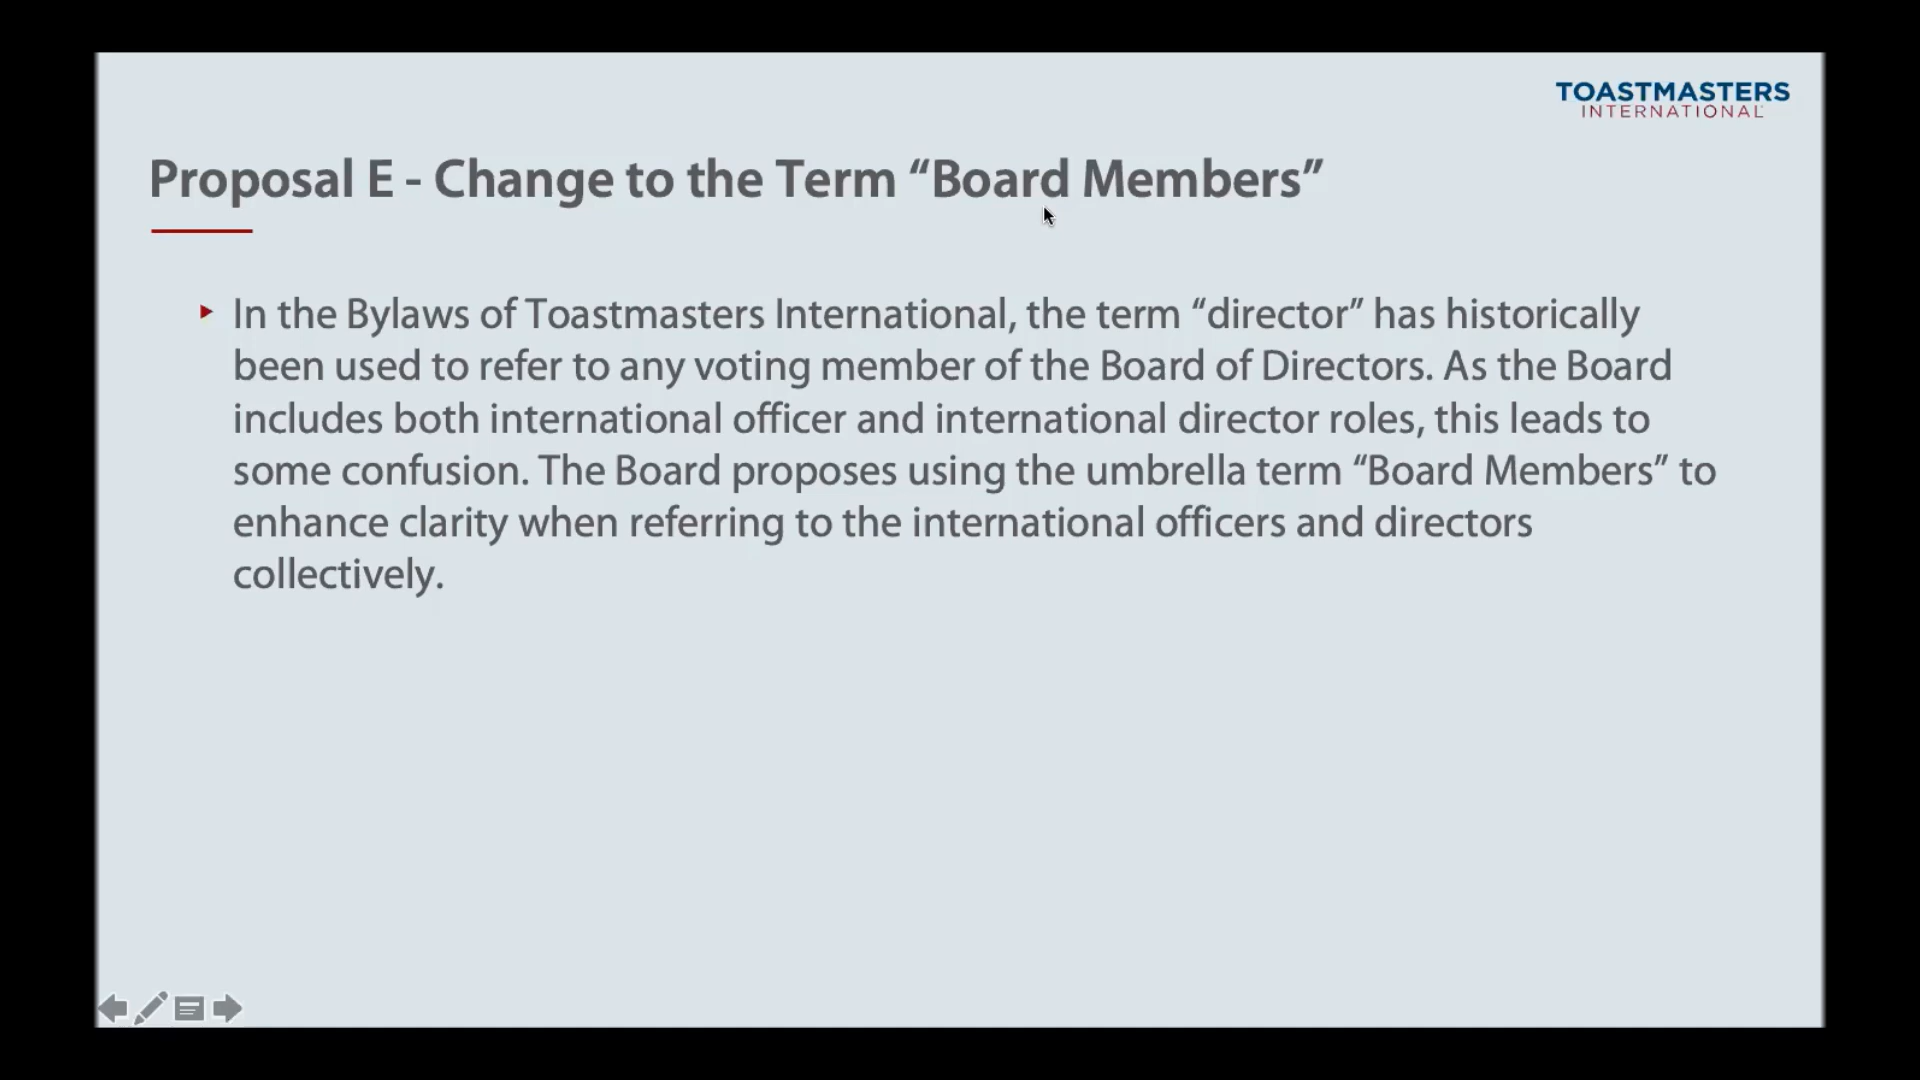 TOASTMASTERS
INTERNATIONAL
Proposal E - Change to the Term “Board Members”
In the Bylaws of Toastmasters International, the term “director” has historically
been used to refer to any voting member of the Board of Directors. As the Board
includes both international officer and international director roles, this leads to
some confusion. The Board proposes using the umbrella term “Board Members” to
enhance clarity when referring to the international officers and directors
collectively.